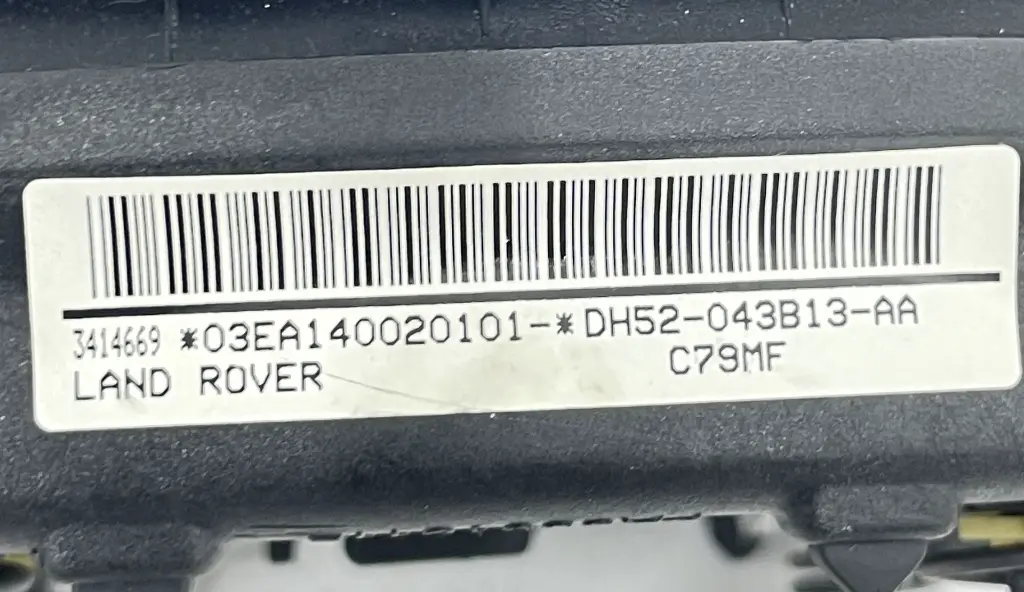 3414669 *03EA140020101-* DH52-043B13-AA
LAND ROVER C79MF